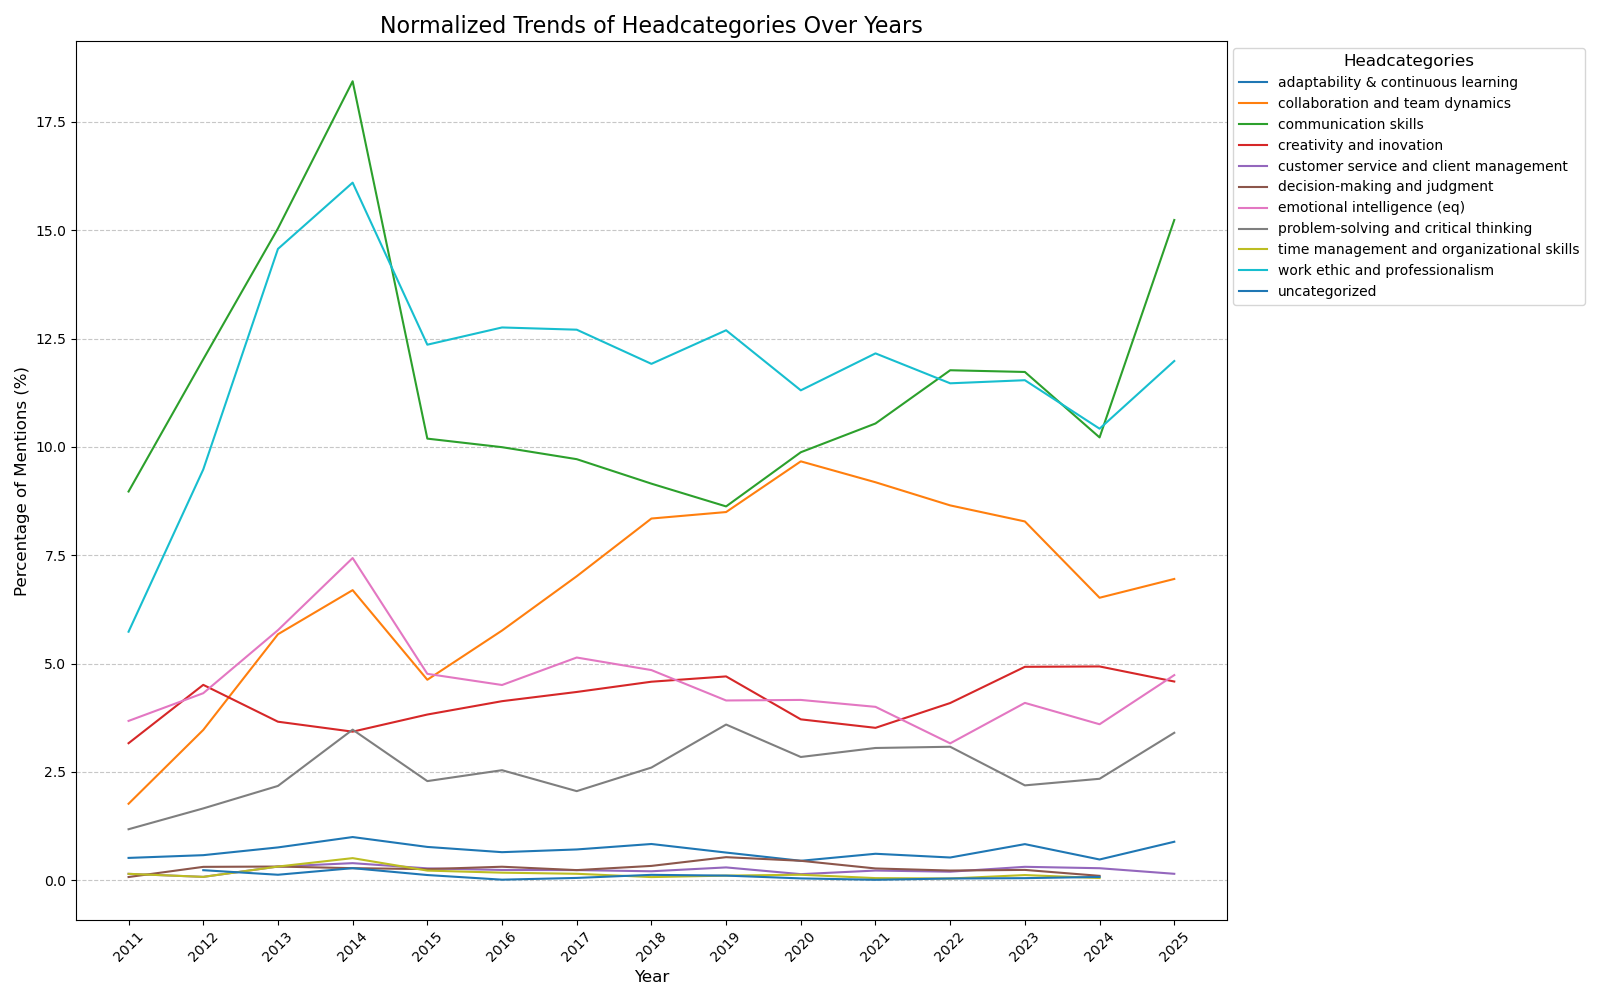 Normalized Trends of Headcategories Over Years
Percentage of Mentions (%)
17.5
15.0
12.5
10.0
7.5
5.0
2.5
0.0
2011
2012
2013
2014
2015
2016
2017
2018
2019
2020
2021
2022
2023
2024
2025
Year
Headcategories
adaptability & continuous learning
collaboration and team dynamics
communication skills
creativity and inovation
customer service and client management
decision-making and judgment
emotional intelligence (eq)
problem-solving and critical thinking
time management and organizational skills
work ethic and professionalism
uncategorized